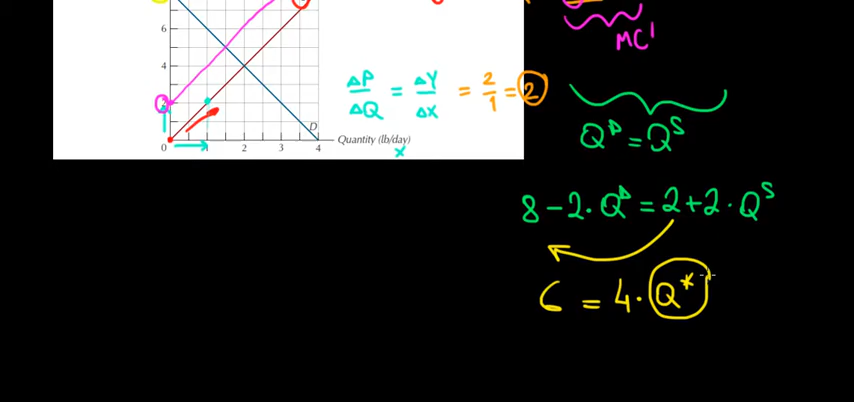 MC'
6
4
ΔP/ΔQ = ΔY/ΔX = 2/1 = 2
Q^D = Q^S
D
0 2 3 4
Quantity (lb/day)
x
8 - 2 · Q^D = 2 + 2 · Q^S
6 = 4 · Q*